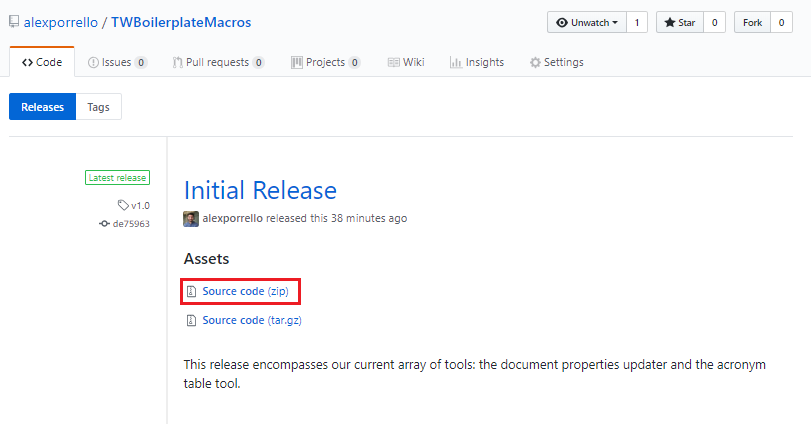 alexporrello / TWBoilerplateMacros
Unwatch 1 Star 0 Fork 0
Code Issues 0 Pull requests 0 Projects 0 Wiki Insights Settings
Releases Tags
Latest release
v1.0
de75963
Initial Release
alexporrello released this 38 minutes ago
Assets
Source code (zip)
Source code (tar.gz)
This release encompasses our current array of tools: the document properties updater and the acronym
table tool.